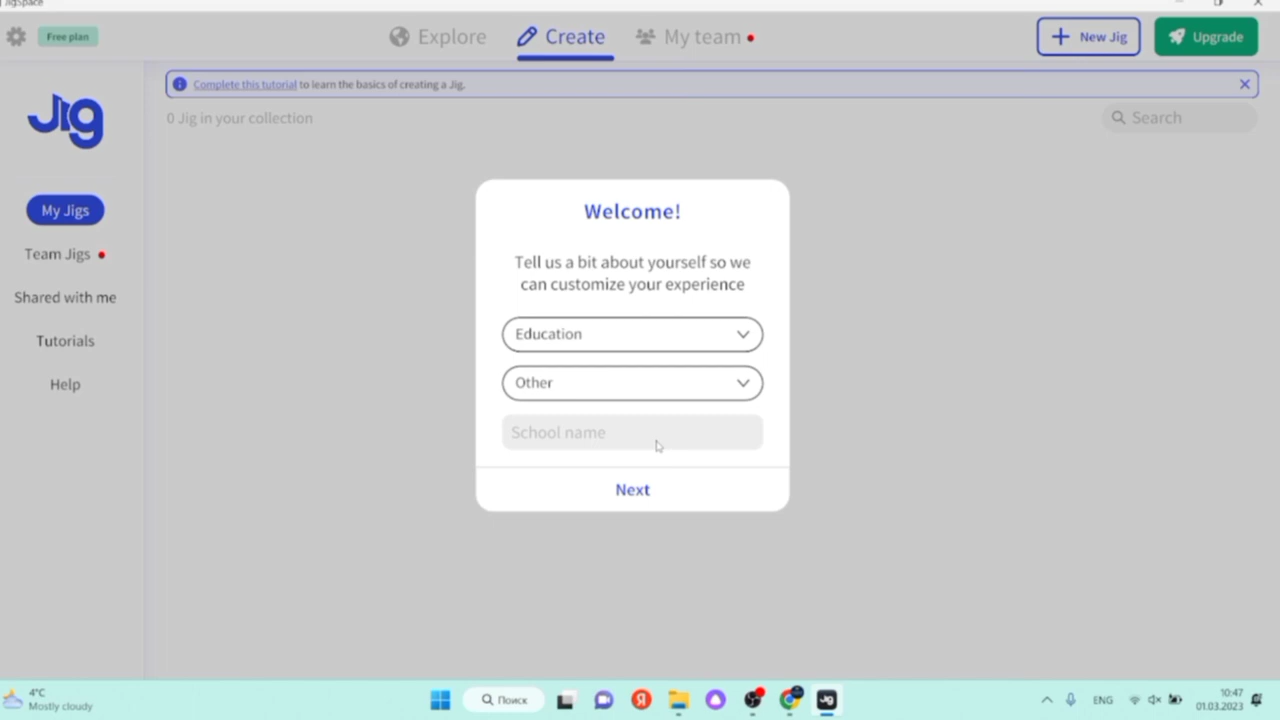 JigSpace
Free plan
Explore
Create
My team
New Jig
Upgrade
Complete this tutorial to learn the basics of creating a Jig.
Jig
0 Jig in your collection
Search
My Jigs
Team Jigs
Shared with me
Tutorials
Help
Welcome!
Tell us a bit about yourself so we
can customize your experience
Education
Other
School name
Next
4°C
Mostly cloudy
Поиск
Я
Jig
ENG
10:47
01.03.2023